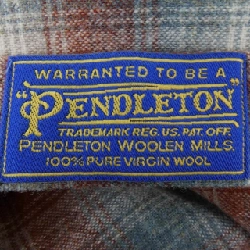 WARRANTED TO BE A
"PENDLETON"
TRADEMARK REG. U.S. PAT. OFF.
PENDLETON WOOLEN MILLS.
100% PURE VIRGIN WOOL